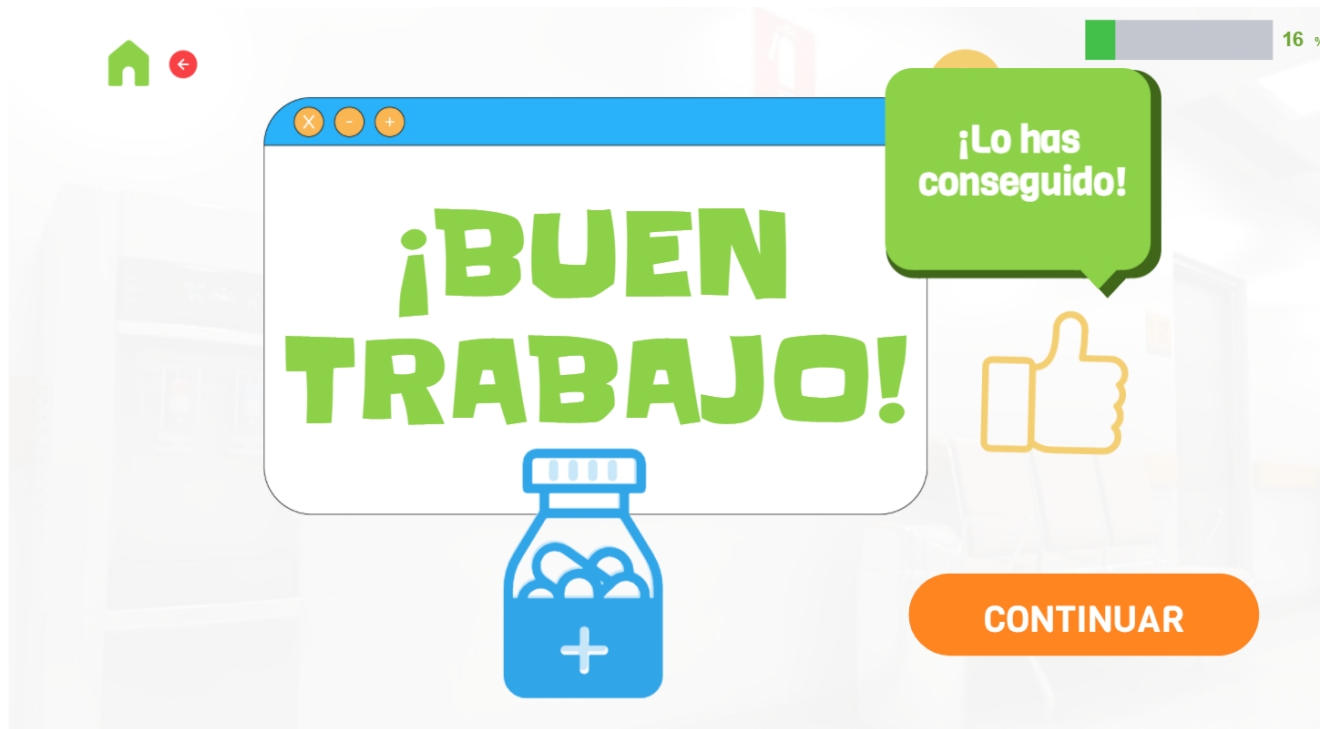 16 %
¡Lo has
conseguido!
X - +
¡BUEN
TRABAJO!
CONTINUAR